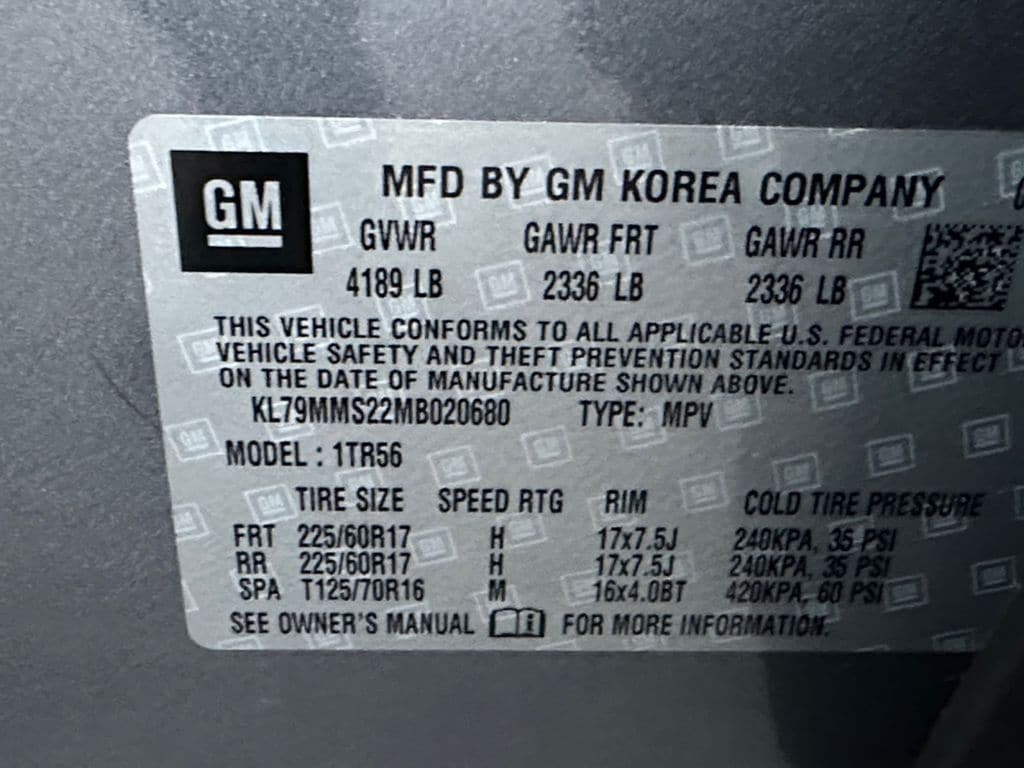 GM
MFD BY GM KOREA COMPANY
GVWR GAWR FRT GAWR RR
4189 LB 2336 LB 2336 LB
THIS VEHICLE CONFORMS TO ALL APPLICABLE U.S. FEDERAL MOTO
VEHICLE SAFETY AND THEFT PREVENTION STANDARDS IN EFFECT
ON THE DATE OF MANUFACTURE SHOWN ABOVE.
KL79MMS22MB020680 TYPE: MPV
MODEL : 1TR56
TIRE SIZE SPEED RTG RIM COLD TIRE PRESSURE
FRT 225/60R17 H 17x7.5J 240KPA, 35 PSI
RR 225/60R17 H 17x7.5J 240KPA, 35 PSI
SPA T125/70R16 M 16x4.0BT 420KPA, 60 PSI
SEE OWNER'S MANUAL i FOR MORE INFORMATION.